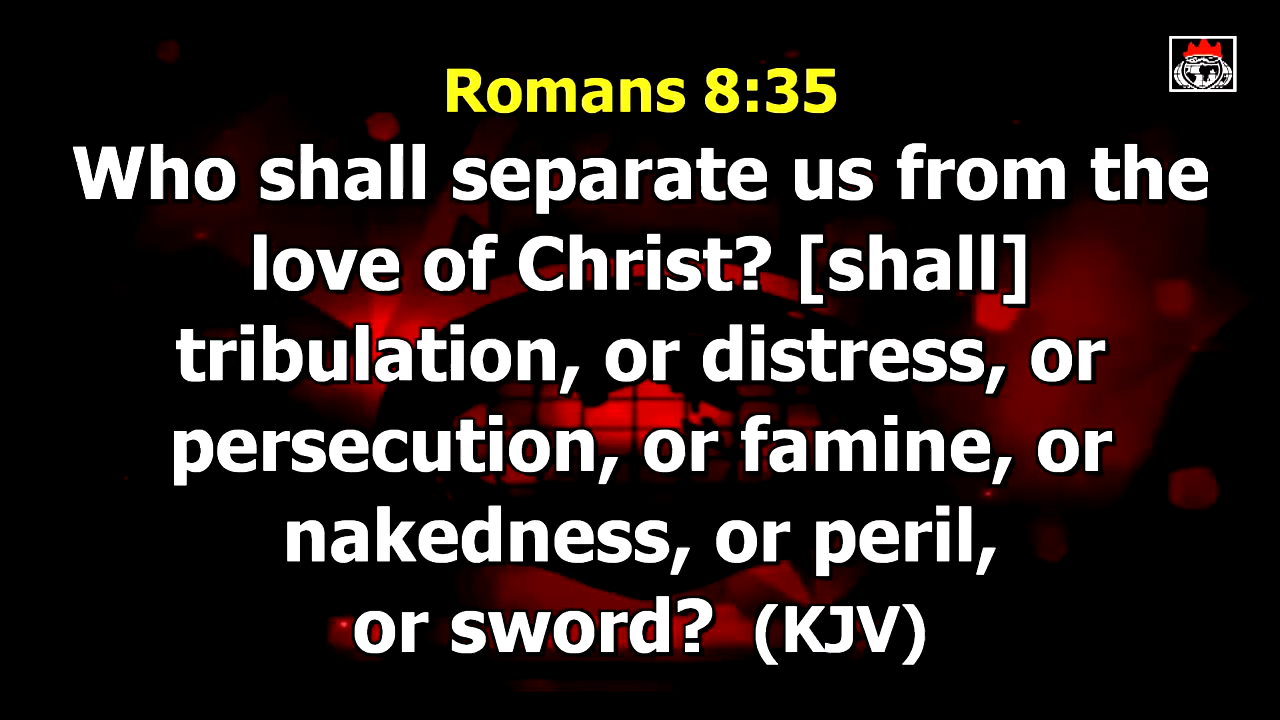 Romans 8:35
Who shall separate us from the
love of Christ? [shall]
tribulation, or distress, or
persecution, or famine, or
nakedness, or peril,
or sword? (KJV)